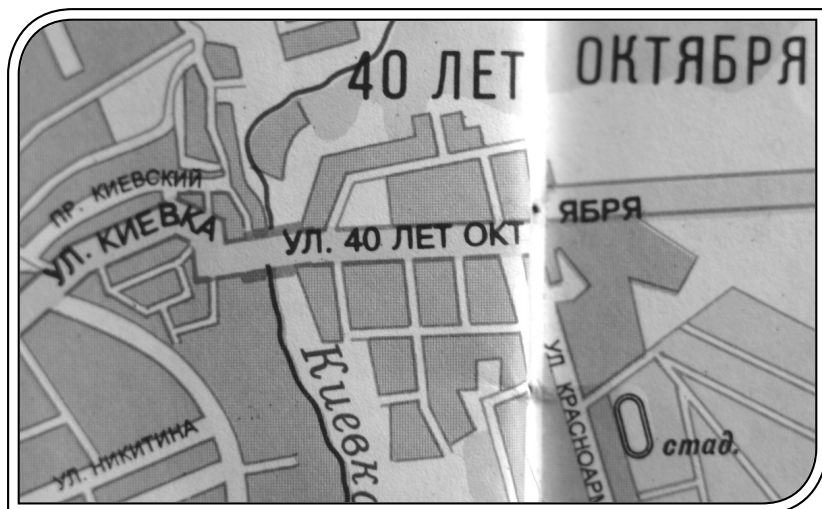 40 ЛЕТ ОКТЯБРЯ
ПР. КИЕВСКИЙ
УЛ. КИЕВКА
УЛ. 40 ЛЕТ ОКТ ЯБРЯ
Киевка
УЛ. КРАСНОАРМ
стад.
УЛ. НИКИТИНА